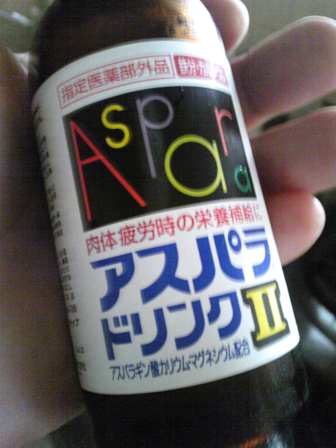 指定医薬部外品
Aspara
肉体疲労時の栄養補給に
アスパラ
ドリンクII
アスパラギン酸カリウム・マグネシウム配合